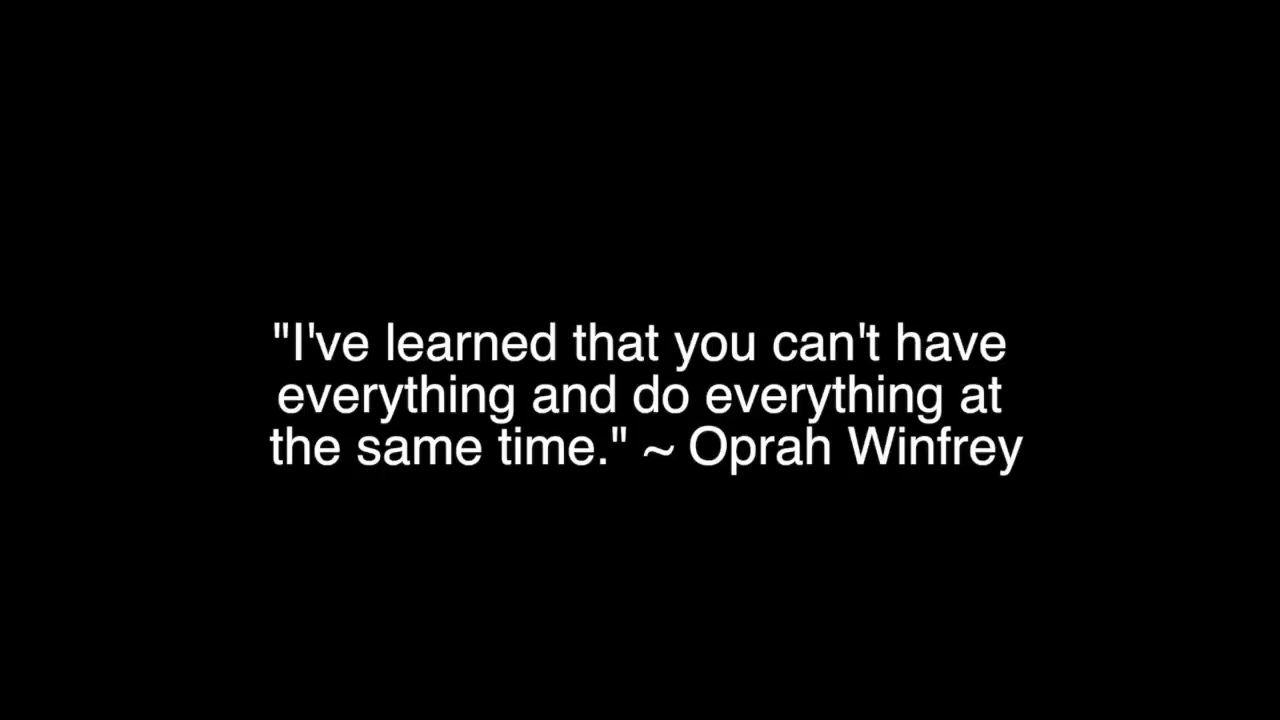 "I've learned that you can't have
everything and do everything at
the same time." ~ Oprah Winfrey